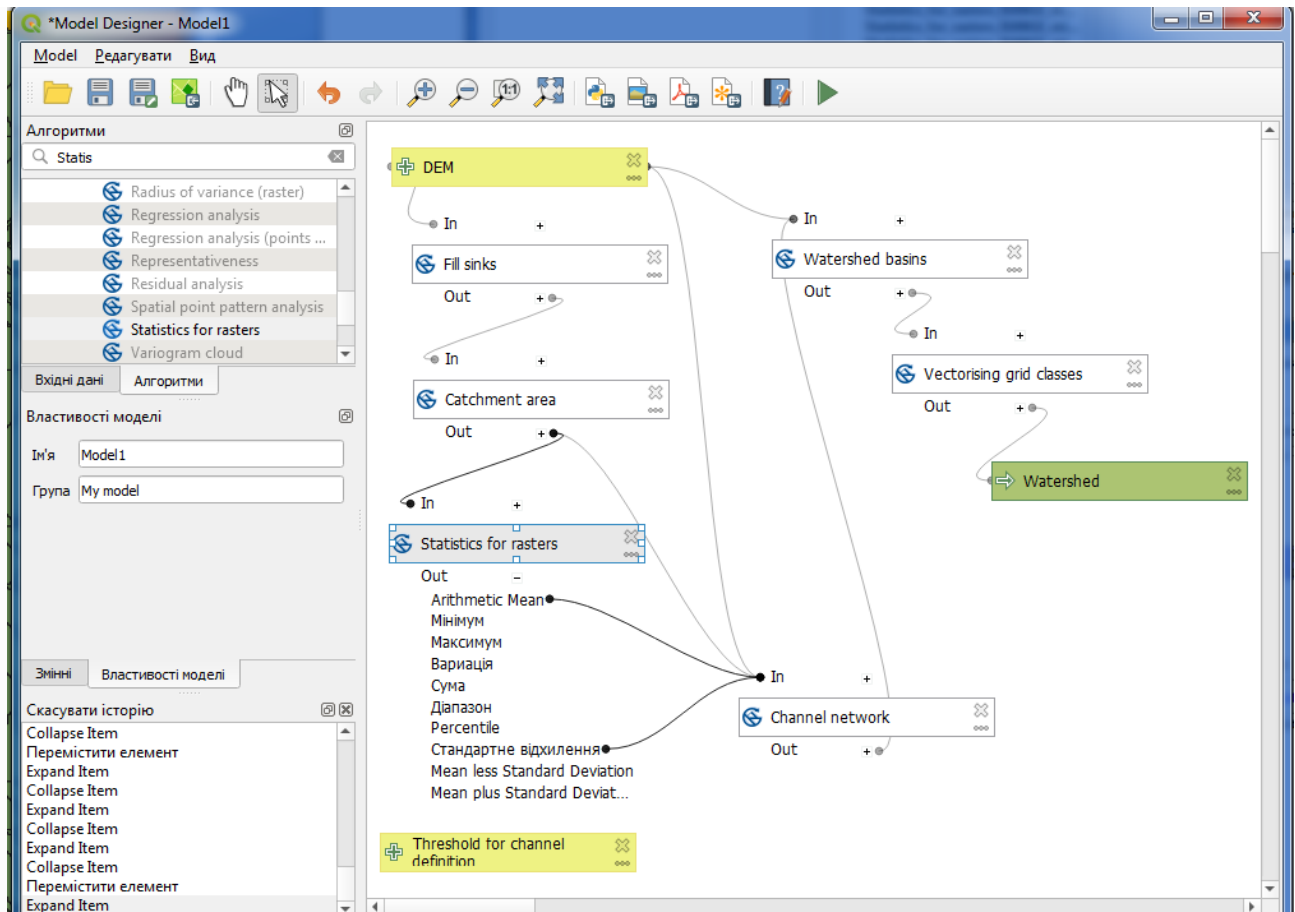 *Model Designer - Model1
Model Редагувати Вид
1:1
Алгоритми
Statis
Radius of variance (raster)
Regression analysis
Regression analysis (points ...
Representativeness
Residual analysis
Spatial point pattern analysis
Statistics for rasters
Variogram cloud
Вхідні дані Алгоритми
Властивості моделі
Ім'я Model1
Група My model
Змінні Властивості моделі
Скасувати історію
Collapse Item
Перемістити елемент
Expand Item
Collapse Item
Expand Item
Collapse Item
Expand Item
Collapse Item
Перемістити елемент
Expand Item
DEM
In +
Fill sinks
Out +
In +
Catchment area
Out +
In +
Statistics for rasters
Out −
Arithmetic Mean
Мінімум
Максимум
Вариація
Сума
Діапазон
Percentile
Стандартне відхилення
Mean less Standard Deviation
Mean plus Standard Deviat...
Threshold for channel
definition
In +
Watershed basins
Out +
In +
Vectorising grid classes
Out +
Watershed
In +
Channel network
Out +